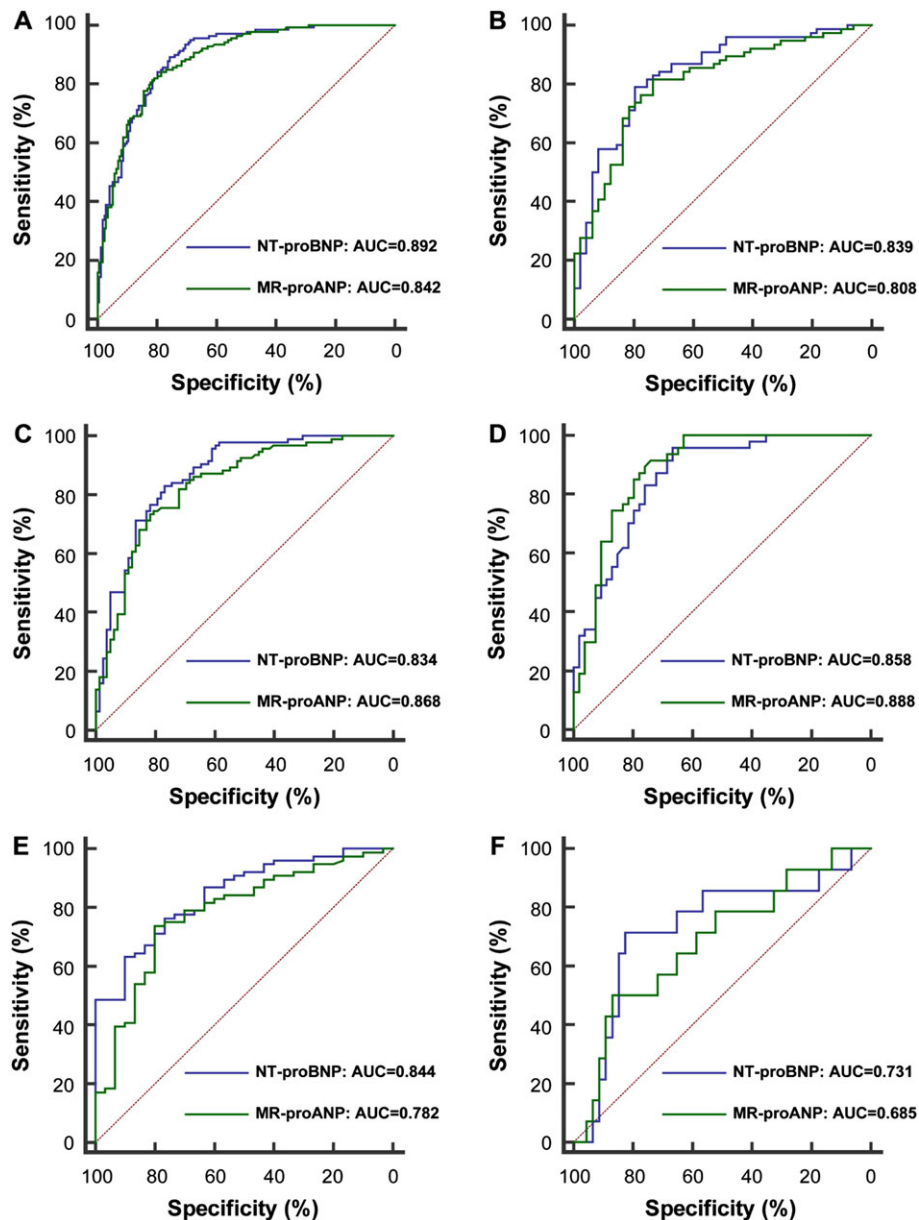 A
100
80
60
40
20
0
Sensitivity (%)
NT-proBNP: AUC=0.892
MR-proANP: AUC=0.842
100 80 60 40 20 0
Specificity (%)
B
100
80
60
40
20
0
Sensitivity (%)
NT-proBNP: AUC=0.839
MR-proANP: AUC=0.808
100 80 60 40 20 0
Specificity (%)
C
100
80
60
40
20
0
Sensitivity (%)
NT-proBNP: AUC=0.834
MR-proANP: AUC=0.868
100 80 60 40 20 0
Specificity (%)
D
100
80
60
40
20
0
Sensitivity (%)
NT-proBNP: AUC=0.858
MR-proANP: AUC=0.888
100 80 60 40 20 0
Specificity (%)
E
100
80
60
40
20
0
Sensitivity (%)
NT-proBNP: AUC=0.844
MR-proANP: AUC=0.782
100 80 60 40 20 0
Specificity (%)
F
100
80
60
40
20
0
Sensitivity (%)
NT-proBNP: AUC=0.731
MR-proANP: AUC=0.685
100 80 60 40 20 0
Specificity (%)